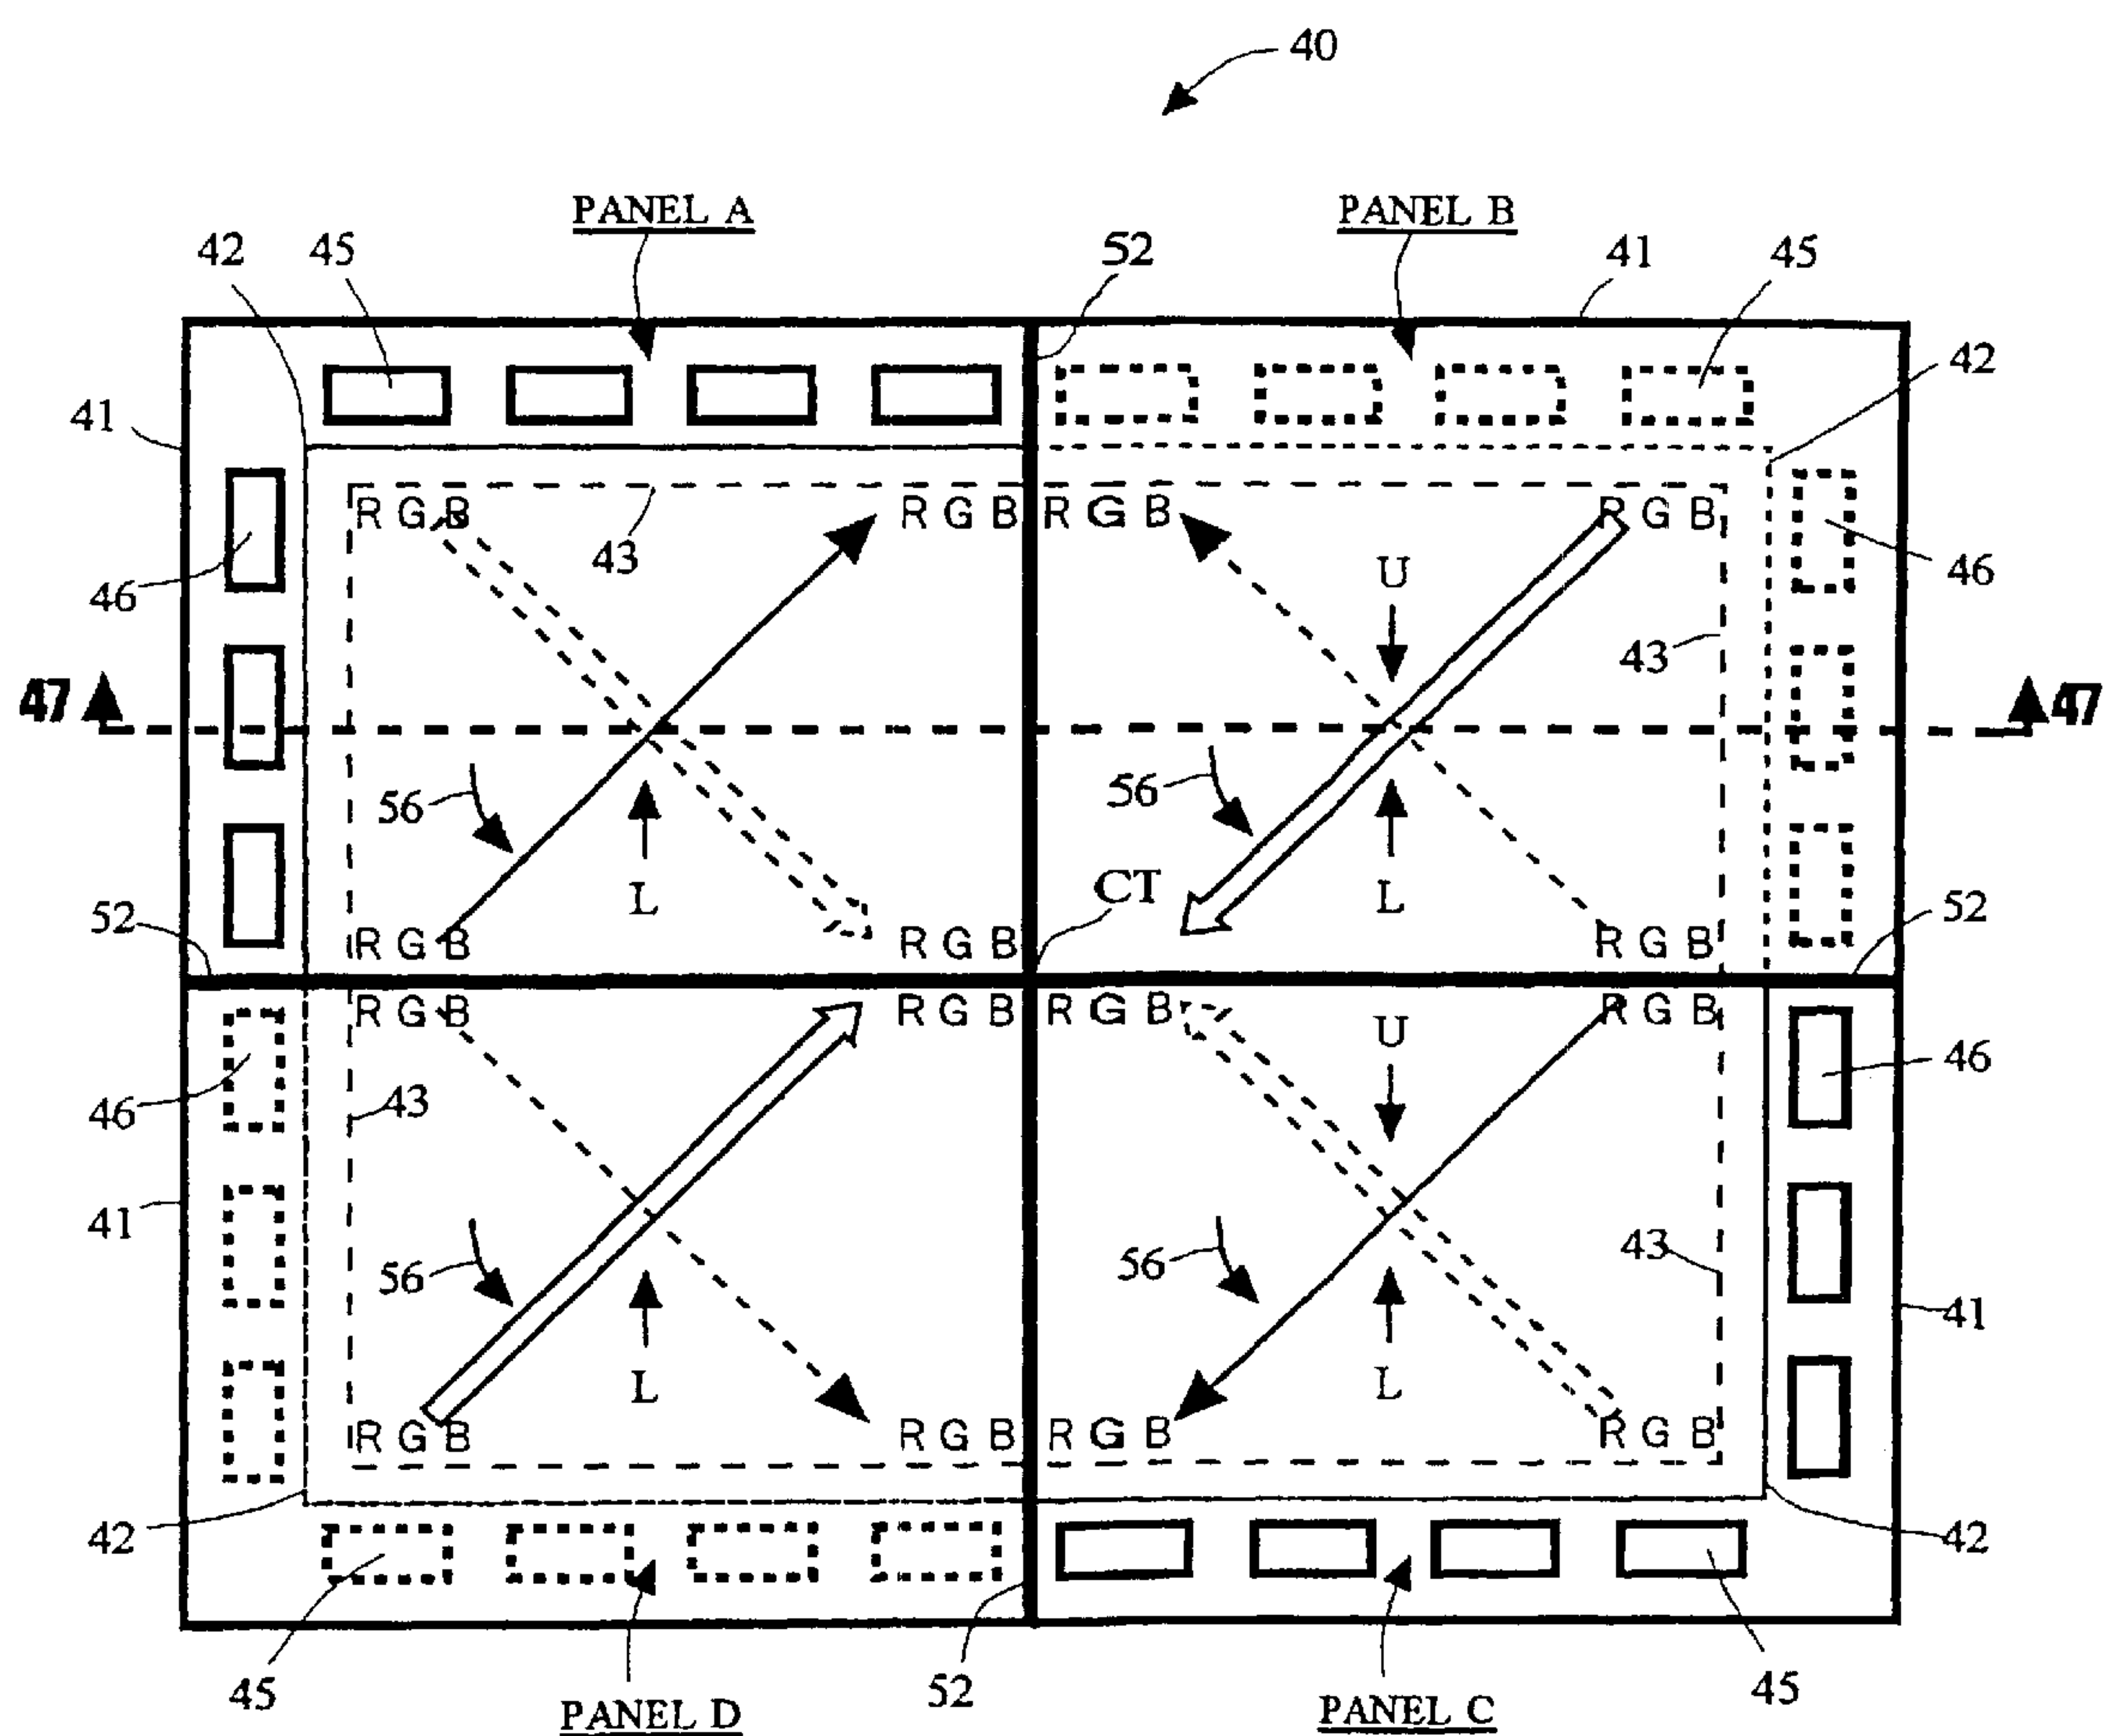 40
PANEL A PANEL B
42 45 52 41 45
42
41
R G B R G B R G B R G B
43
46 U 46
43
47 47
56 56
L CT L
52 52
R G B R G B R G B R G B
R G B R G B R G B R G B
U
46 43 46
41
56 56 43
41
L L
R G B R G B R G B R G B
42 42
45 52 45
PANEL D PANEL C